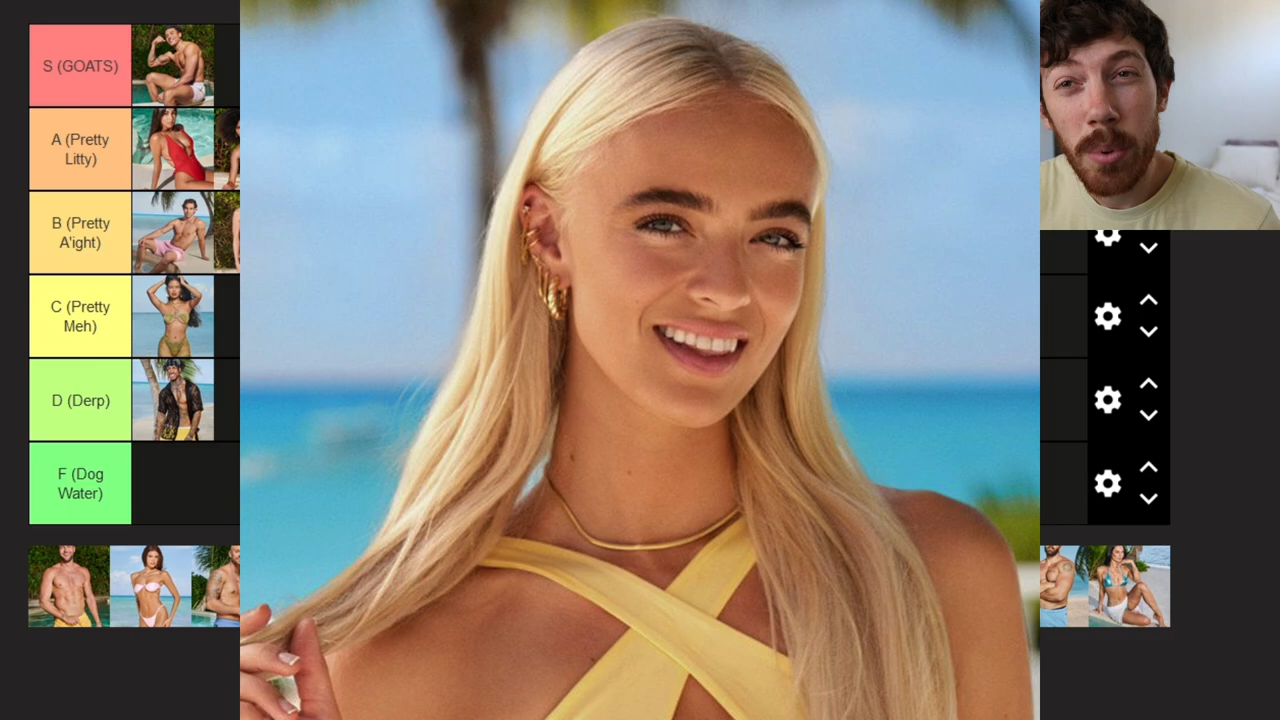 S (GOATS)
A (Pretty
Litty)
B (Pretty
A'ight)
C (Pretty
Meh)
D (Derp)
F (Dog
Water)